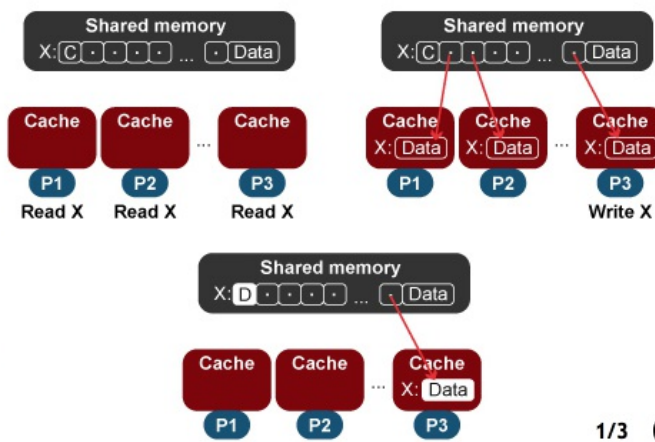 Shared memory
X: C · · · · ... · Data
Cache Cache ... Cache
P1 P2 P3
Read X Read X Read X
Shared memory
X: C · · · · ... · Data
Cache Cache ... Cache
X: Data X: Data X: Data
P1 P2 P3
Write X
Shared memory
X: D · · · · ... · Data
Cache Cache ... Cache
X: Data
P1 P2 P3
1/3